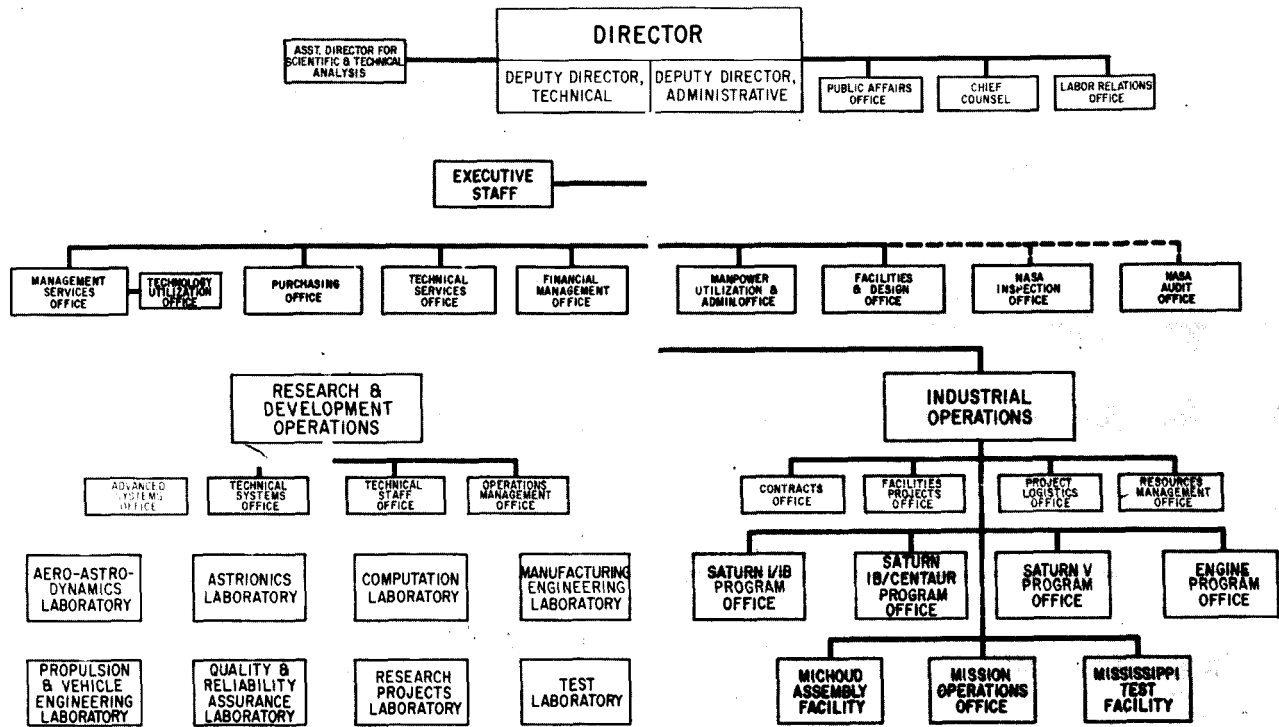 DIRECTOR
ASST. DIRECTOR FOR
SCIENTIFIC & TECHNICAL
ANALYSIS
DEPUTY DIRECTOR,
TECHNICAL
DEPUTY DIRECTOR,
ADMINISTRATIVE
PUBLIC AFFAIRS
OFFICE
CHIEF
COUNSEL
LABOR RELATIONS
OFFICE
EXECUTIVE
STAFF
MANAGEMENT
SERVICES
OFFICE
TECHNOLOGY
UTILIZATION
OFFICE
PURCHASING
OFFICE
TECHNICAL
SERVICES
OFFICE
FINANCIAL
MANAGEMENT
OFFICE
MANPOWER
UTILIZATION &
ADMIN.OFFICE
FACILITIES
& DESIGN
OFFICE
NASA
INSPECTION
OFFICE
NASA
AUDIT
OFFICE
RESEARCH &
DEVELOPMENT
OPERATIONS
INDUSTRIAL
OPERATIONS
ADVANCED
SYSTEMS
OFFICE
TECHNICAL
SYSTEMS
OFFICE
TECHNICAL
STAFF
OFFICE
OPERATIONS
MANAGEMENT
OFFICE
CONTRACTS
OFFICE
FACILITIES
PROJECTS
OFFICE
PROJECT
LOGISTICS
OFFICE
RESOURCES
MANAGEMENT
OFFICE
AERO-ASTRO-
DYNAMICS
LABORATORY
ASTRIONICS
LABORATORY
COMPUTATION
LABORATORY
MANUFACTURING
ENGINEERING
LABORATORY
SATURN I/IB
PROGRAM
OFFICE
SATURN
IB/CENTAUR
PROGRAM
OFFICE
SATURN V
PROGRAM
OFFICE
ENGINE
PROGRAM
OFFICE
PROPULSION
& VEHICLE
ENGINEERING
LABORATORY
QUALITY &
RELIABILITY
ASSURANCE
LABORATORY
RESEARCH
PROJECTS
LABORATORY
TEST
LABORATORY
MICHOUD
ASSEMBLY
FACILITY
MISSION
OPERATIONS
OFFICE
MISSISSIPPI
TEST
FACILITY